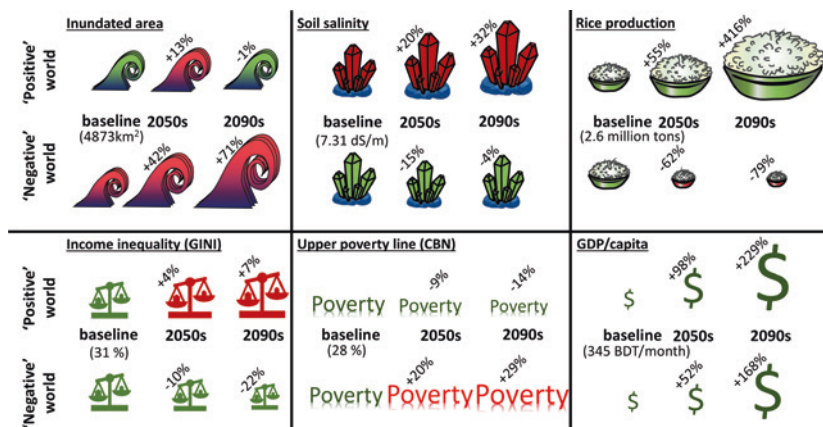 Inundated area
'Positive' world
+13%
-1%
baseline 2050s 2090s
(4873km²)
'Negative' world
+42%
+71%
Soil salinity
+20%
+32%
baseline 2050s 2090s
(7.31 dS/m)
-15%
-4%
Rice production
+55%
+416%
baseline 2050s 2090s
(2.6 million tons)
-62%
-79%
Income inequality (GINI)
'Positive' world
+4%
+7%
baseline 2050s 2090s
(31 %)
'Negative' world
-10%
-22%
Upper poverty line (CBN)
-9%
-14%
Poverty Poverty Poverty
baseline 2050s 2090s
(28 %)
+20%
+29%
Poverty Poverty Poverty
GDP/capita
+98%
+229%
$ $ $
baseline 2050s 2090s
(345 BDT/month)
+52%
+168%
$ $ $